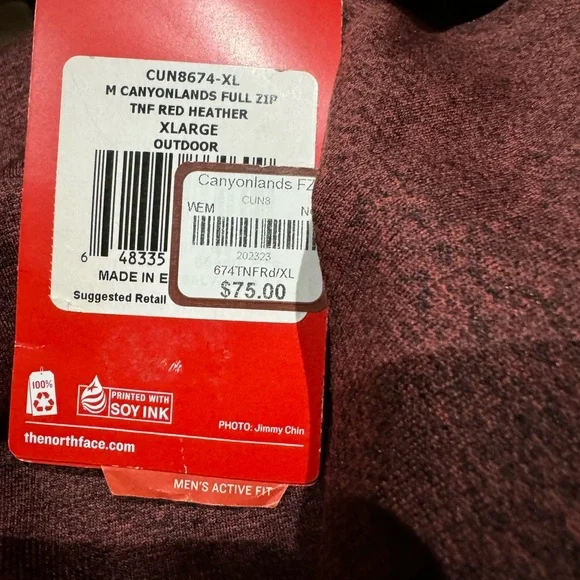 CUN8674-XL
M CANYONLANDS FULL ZIP
TNF RED HEATHER
XLARGE
OUTDOOR
Canyonlands FZ
CUN8
WEM
202323
674TNFRd/XL
$75.00
6 48335
MADE IN E
Suggested Retail
100%
PRINTED WITH
SOY INK
PHOTO: Jimmy Chin
thenorthface.com
MEN'S ACTIVE FIT